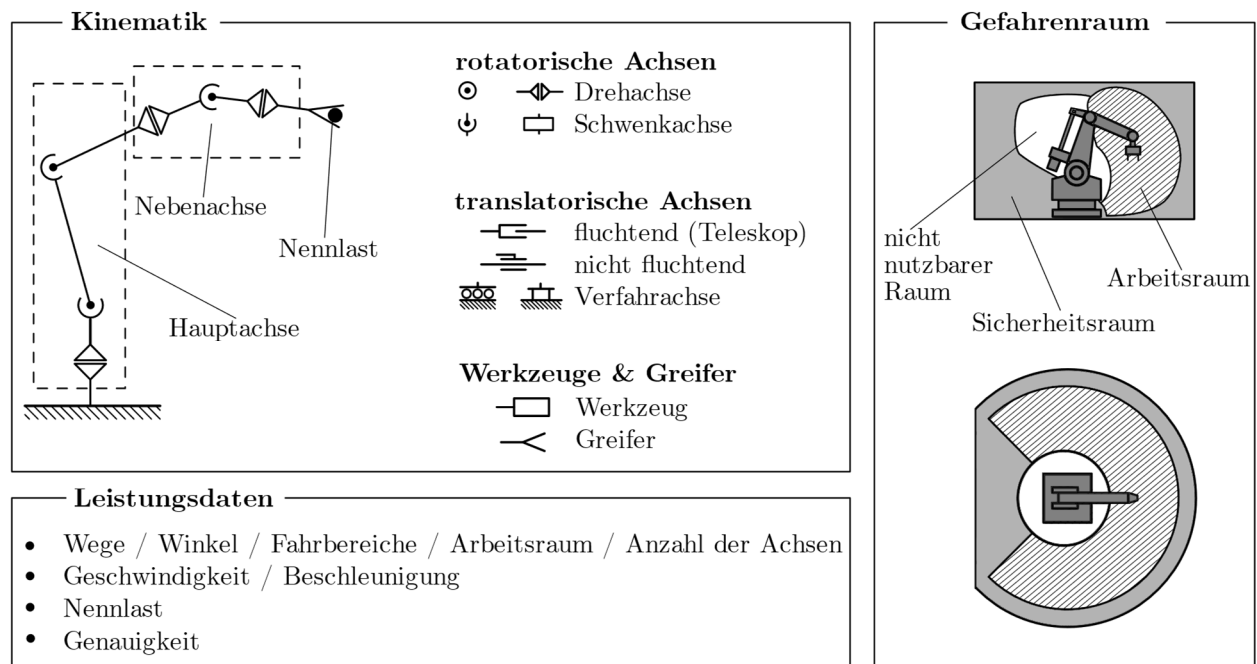 Kinematik
Nebenachse
Nennlast
Hauptachse
rotatorische Achsen
Drehachse
Schwenkachse
translatorische Achsen
fluchtend (Teleskop)
nicht fluchtend
Verfahrachse
Werkzeuge & Greifer
Werkzeug
Greifer
Leistungsdaten
• Wege / Winkel / Fahrbereiche / Arbeitsraum / Anzahl der Achsen
• Geschwindigkeit / Beschleunigung
• Nennlast
• Genauigkeit
Gefahrenraum
nicht
nutzbarer
Raum
Arbeitsraum
Sicherheitsraum